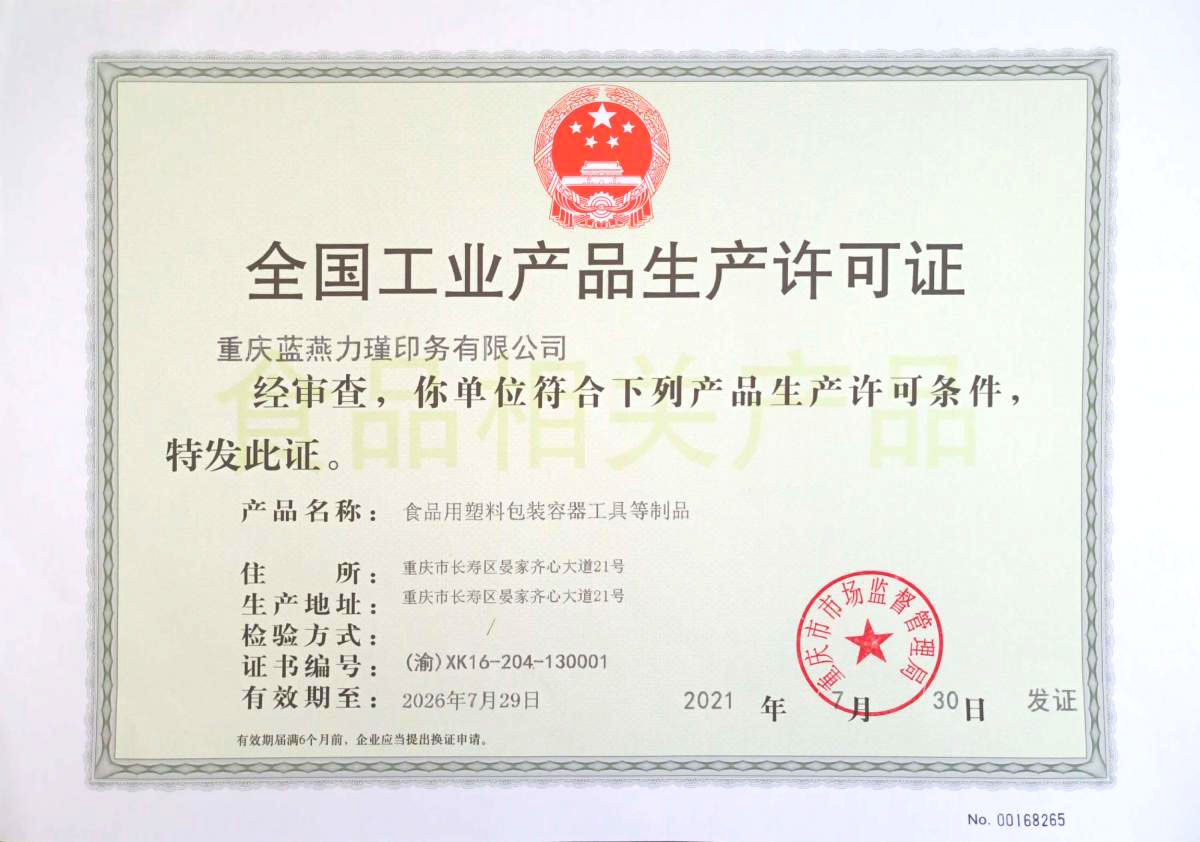 全国工业产品生产许可证
重庆蓝燕力瑾印务有限公司
食品相关产品
经审查，你单位符合下列产品生产许可条件，
特发此证。
产品名称： 食品用塑料包装容器工具等制品
住 所： 重庆市长寿区晏家齐心大道21号
生产地址： 重庆市长寿区晏家齐心大道21号
检验方式： /
证书编号： (渝)XK16-204-130001
有效期至： 2026年7月29日
重庆市市场监督管理局
2021 年 7月 30日 发证
有效期届满6个月前，企业应当提出换证申请。
No. 00168265